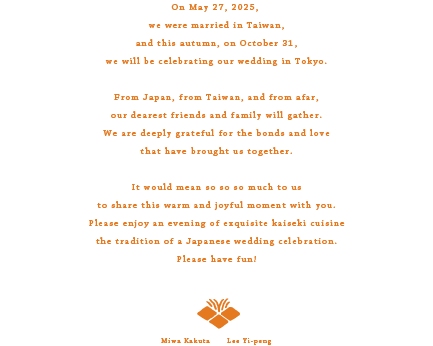 On May 27, 2025,
we were married in Taiwan,
and this autumn, on October 31,
we will be celebrating our wedding in Tokyo.
From Japan, from Taiwan, and from afar,
our dearest friends and family will gather.
We are deeply grateful for the bonds and love
that have brought us together.
It would mean so so so much to us
to share this warm and joyful moment with you.
Please enjoy an evening of exquisite kaiseki cuisine
the tradition of a Japanese wedding celebration.
Please have fun!
Miwa Kakuta Lee Yi-peng